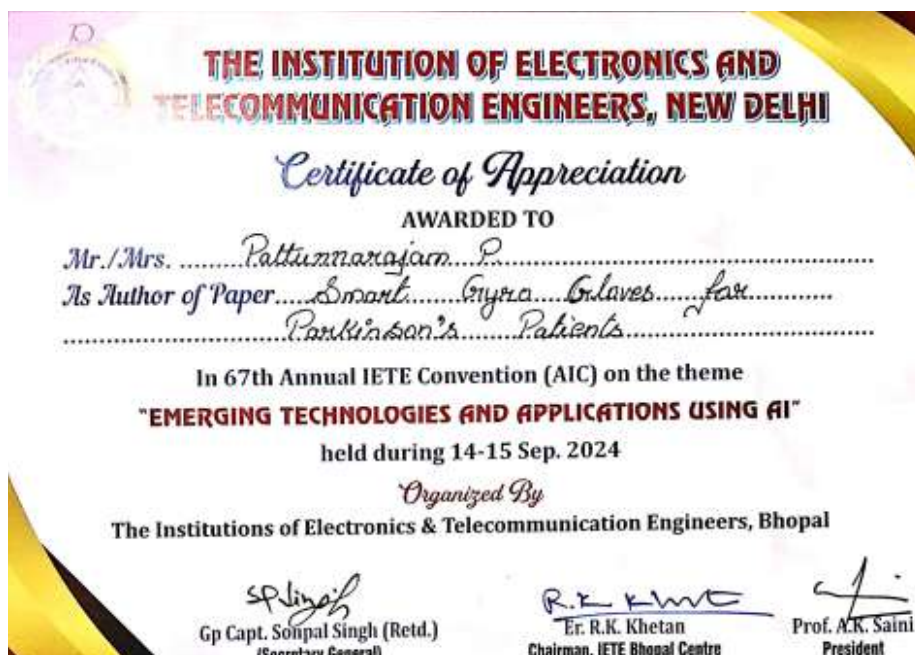 THE INSTITUTION OF ELECTRONICS AND
TELECOMMUNICATION ENGINEERS, NEW DELHI
Certificate of Appreciation
AWARDED TO
Mr./Mrs. ........ Pattunnarajam P. ........
As Author of Paper ..... Smart ..... Gyro .... Gloves ..... for .........
............ Parkinson's ........ Patients ............
In 67th Annual IETE Convention (AIC) on the theme
"EMERGING TECHNOLOGIES AND APPLICATIONS USING AI"
held during 14-15 Sep. 2024
Organized By
The Institutions of Electronics & Telecommunication Engineers, Bhopal
SPSingh R.K Khet
Gp Capt. Sonpal Singh (Retd.) Er. R.K. Khetan Prof. A.K. Saini
(Secretary General) Chairman, IETE Bhopal Centre President